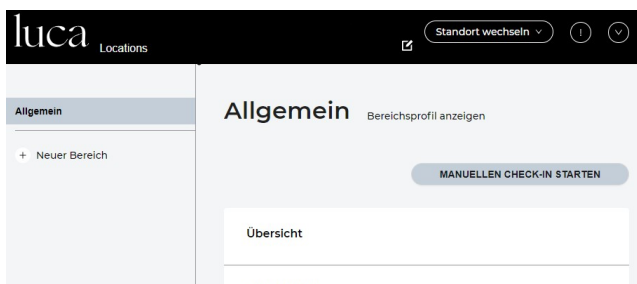 luca Locations
Standort wechseln
!
Allgemein
+ Neuer Bereich
Allgemein Bereichsprofil anzeigen
MANUELLEN CHECK-IN STARTEN
Übersicht